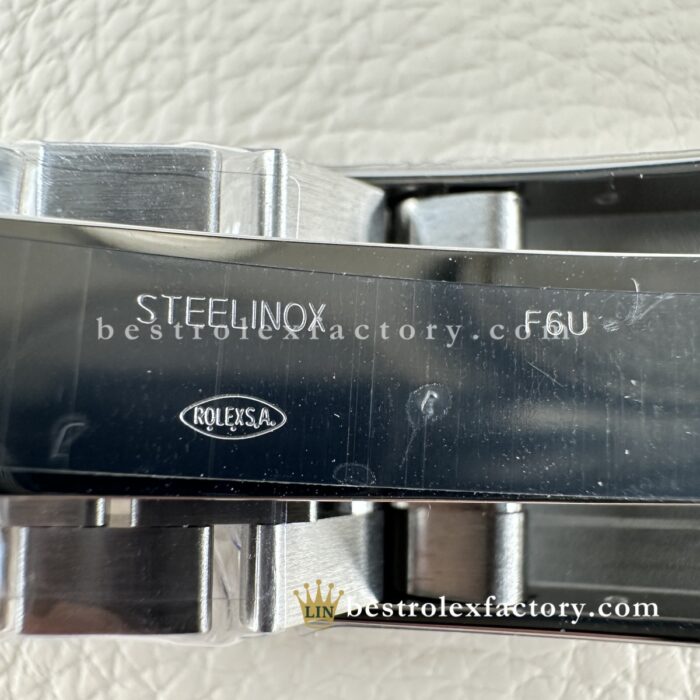 STEELINOX F6U
bestrolexfactory.com
ROLEX S.A.
LIN bestrolexfactory.com